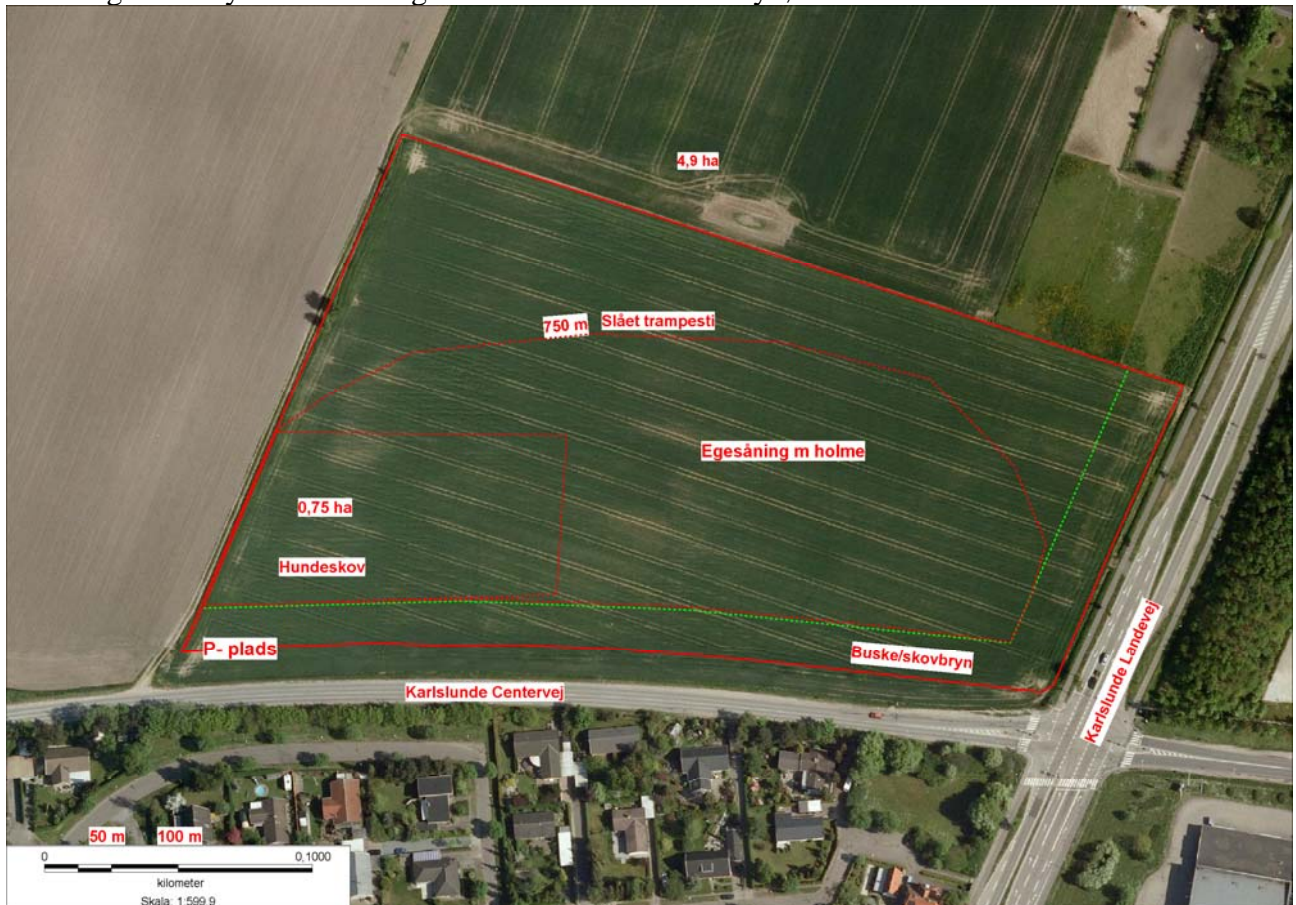 4,9 ha
750 m
Slået trampesti
Egesåning m holme
0,75 ha
Hundeskov
P- plads
Buske/skovbryn
Karlslunde Centervej
Karlslunde Landevej
50 m
100 m
0
0,1000
kilometer
Skala: 1:599,9